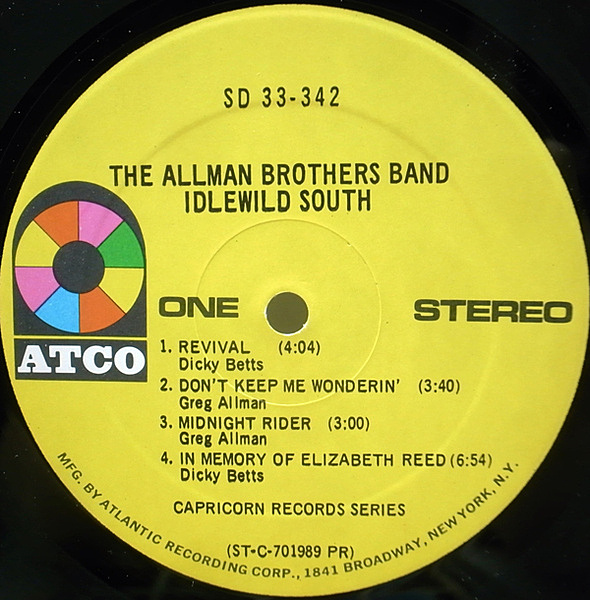 SD 33-342
THE ALLMAN BROTHERS BAND
IDLEWILD SOUTH
ATCO
ONE
STEREO
1. REVIVAL (4:04)
Dicky Betts
2. DON'T KEEP ME WONDERIN' (3:40)
Greg Allman
3. MIDNIGHT RIDER (3:00)
Greg Allman
4. IN MEMORY OF ELIZABETH REED (6:54)
Dicky Betts
CAPRICORN RECORDS SERIES
(ST-C-701989 PR)
MFG. BY ATLANTIC RECORDING CORP., 1841 BROADWAY, NEW YORK, N.Y.